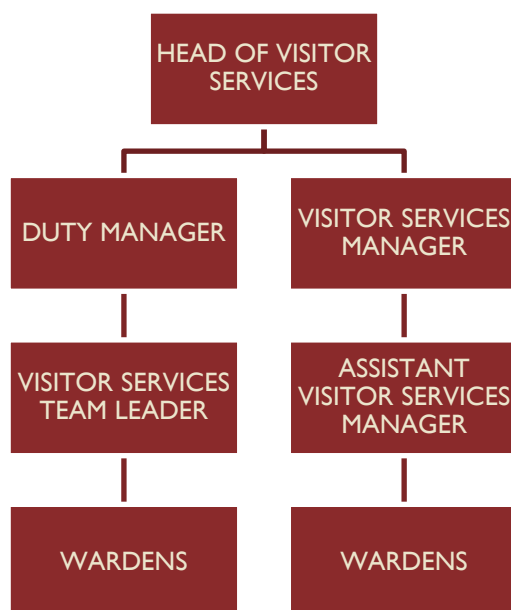 HEAD OF VISITOR
SERVICES
DUTY MANAGER
VISITOR SERVICES
MANAGER
VISITOR SERVICES
TEAM LEADER
ASSISTANT
VISITOR SERVICES
MANAGER
WARDENS
WARDENS